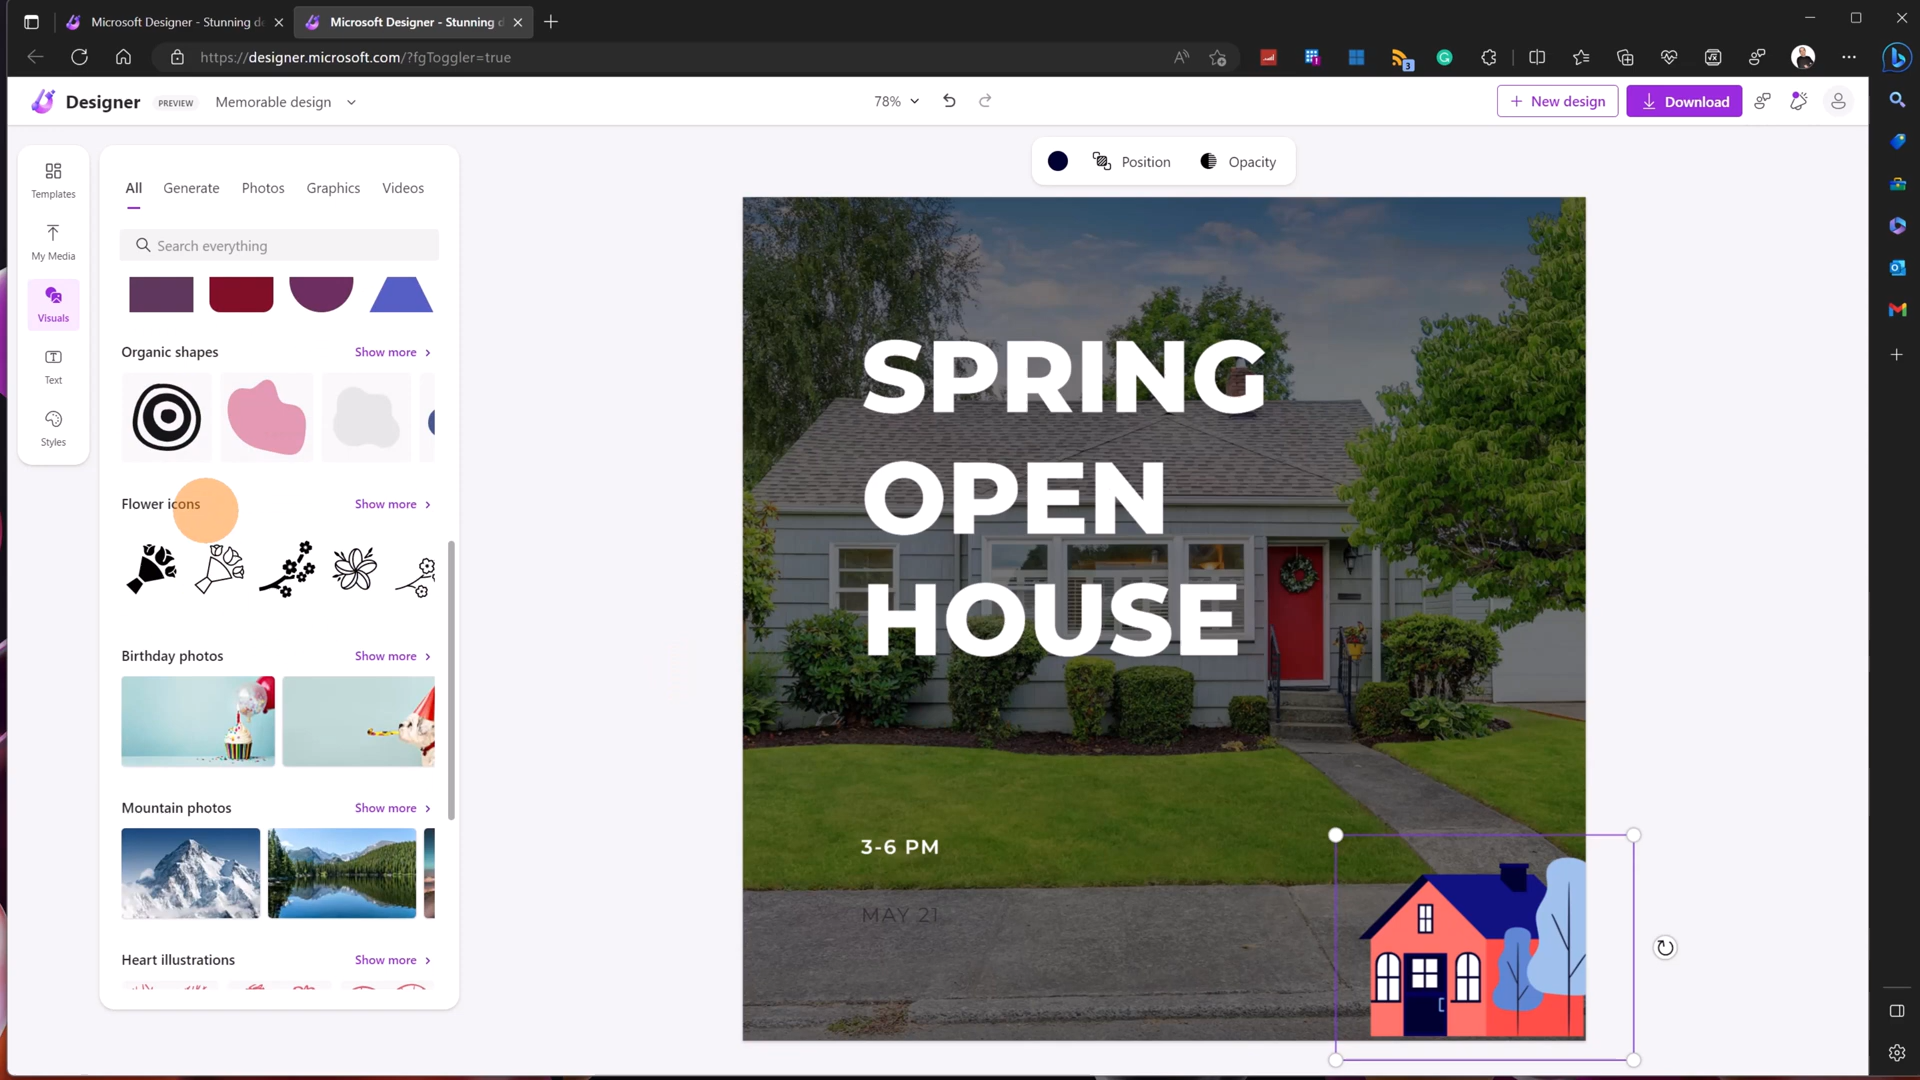 Microsoft Designer - Stunning d
Microsoft Designer - Stunning d
https://designer.microsoft.com/?fgToggler=true
3
Designer
PREVIEW
Memorable design
78%
New design
Download
Templates
My Media
Visuals
Text
Styles
All
Generate
Photos
Graphics
Videos
Search everything
Organic shapes
Show more
Flower icons
Show more
Birthday photos
Show more
Mountain photos
Show more
Heart illustrations
Show more
Position
Opacity
SPRING
OPEN
HOUSE
3-6 PM
MAY 21